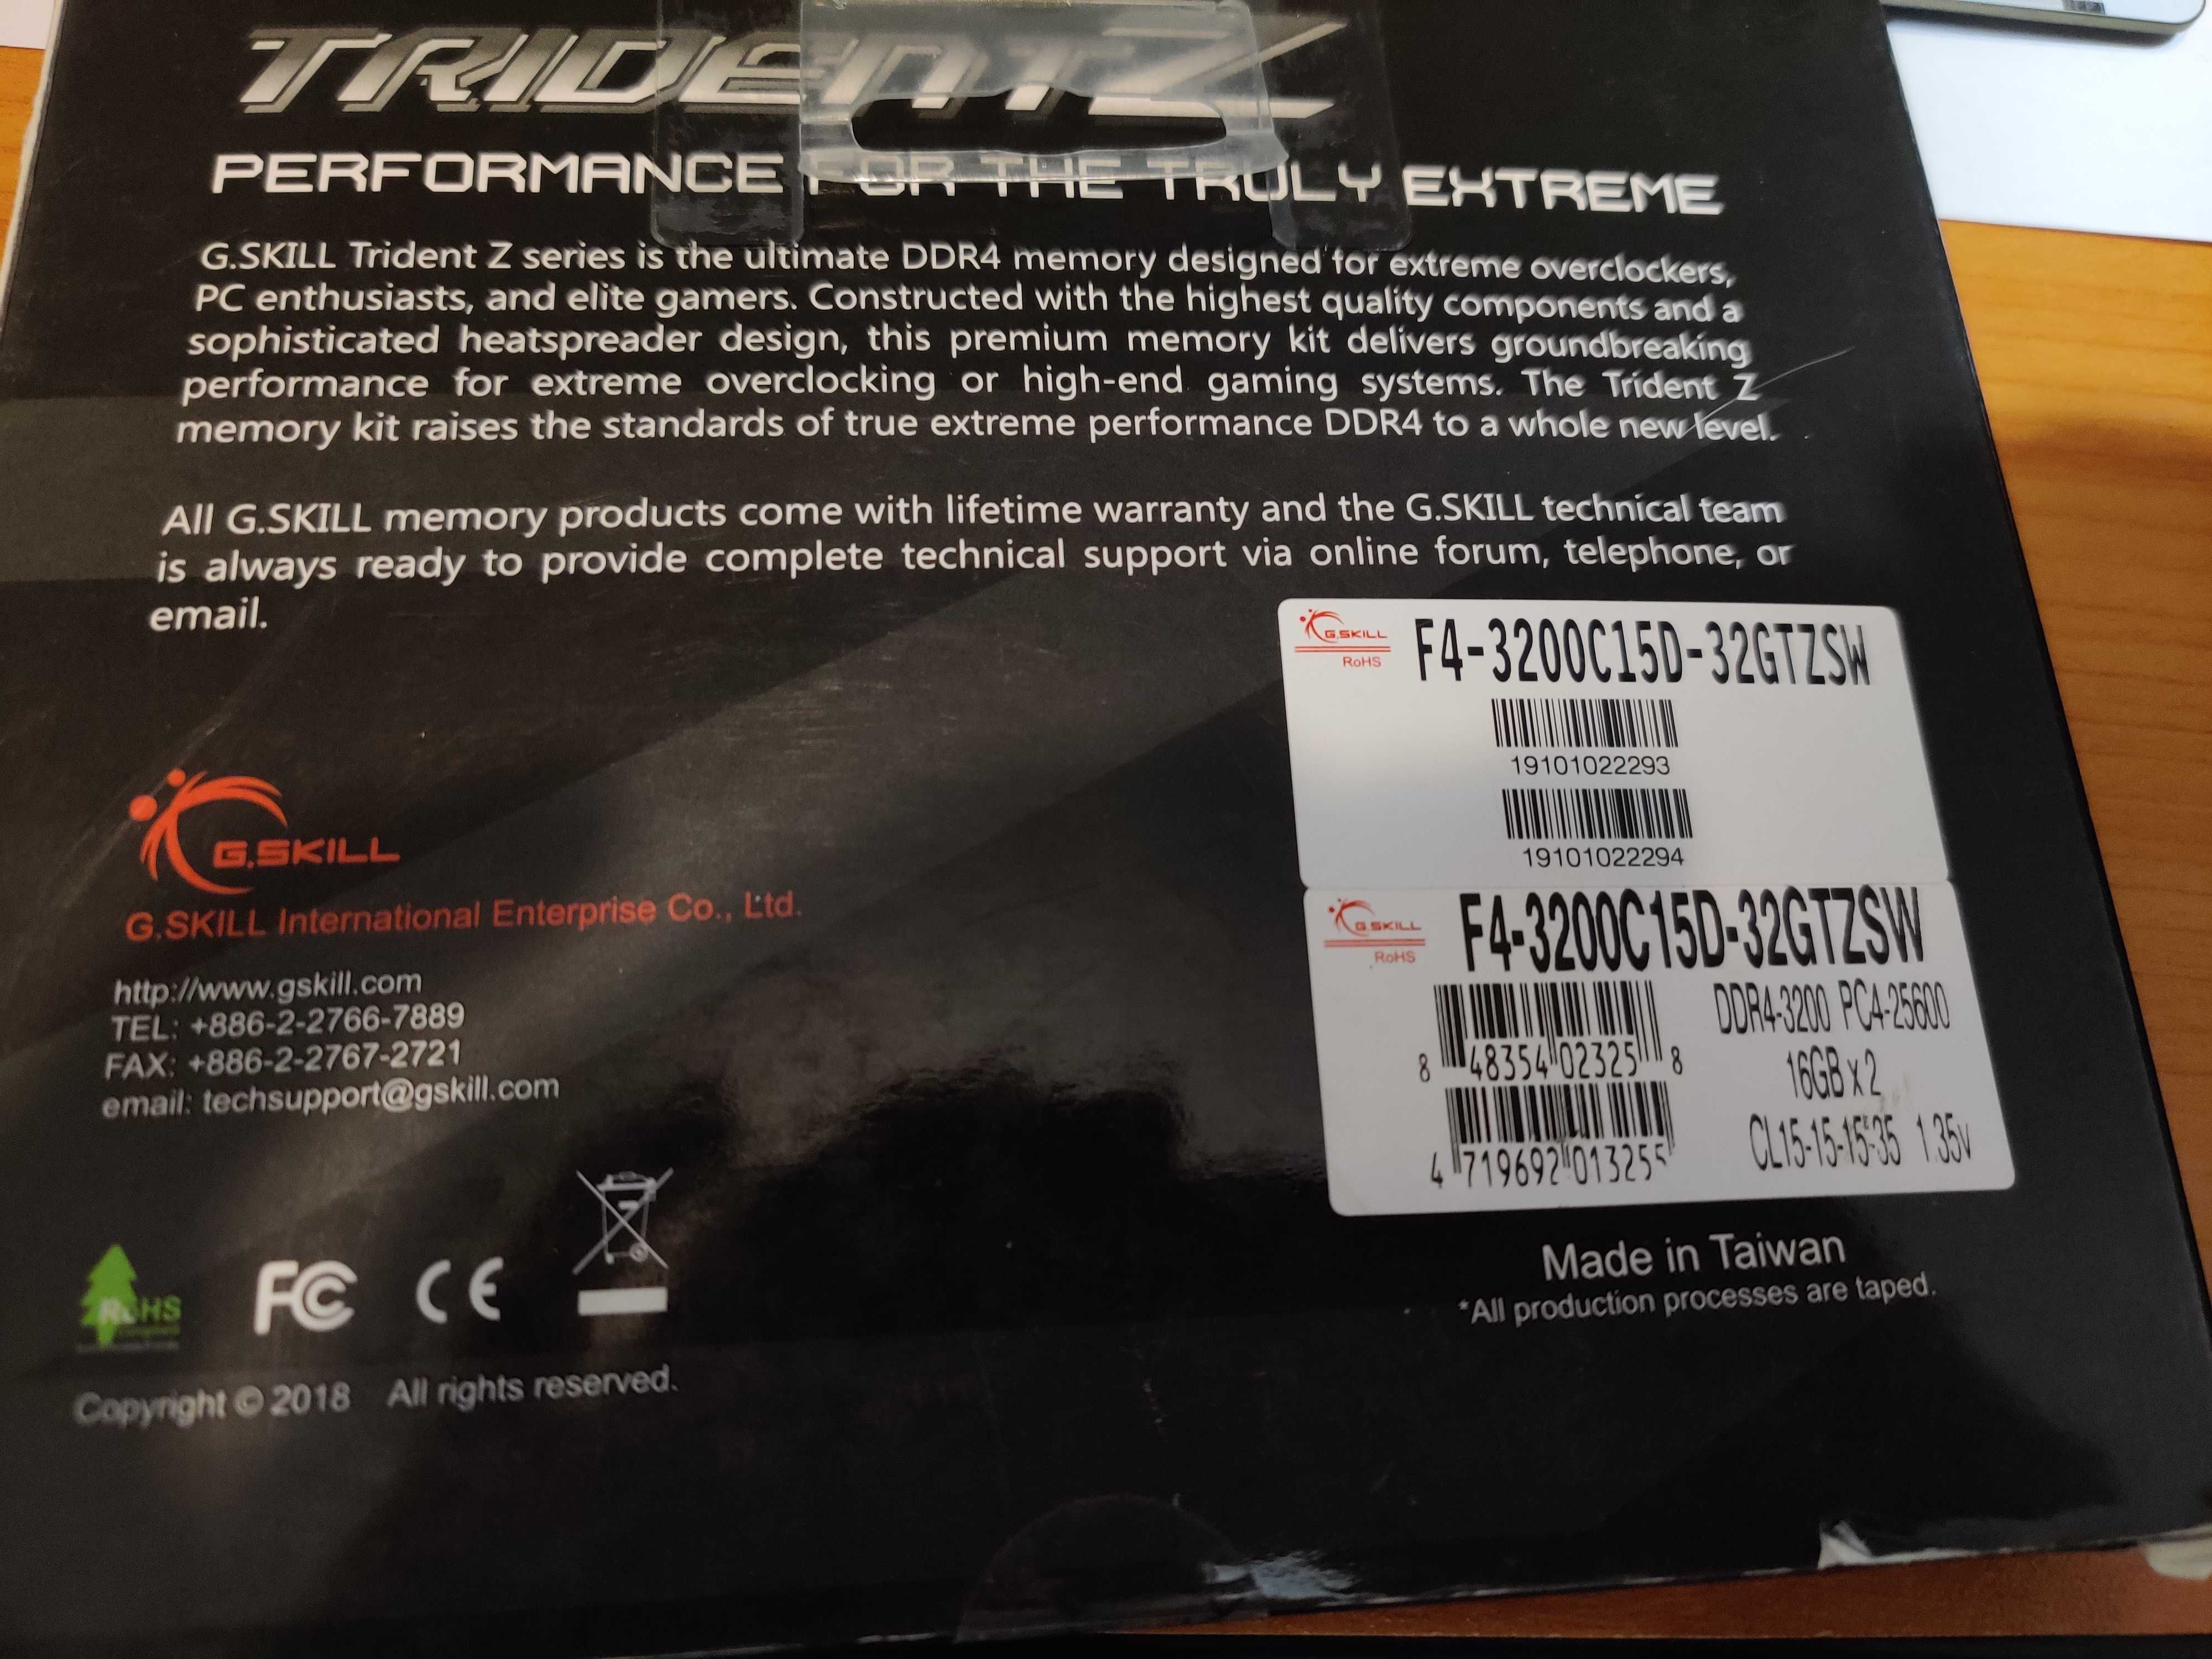 TRIDENTZ
PERFORMANCE FOR THE TRULY EXTREME
G.SKILL Trident Z series is the ultimate DDR4 memory designed for extreme overclockers,
PC enthusiasts, and elite gamers. Constructed with the highest quality components and a
sophisticated heatspreader design, this premium memory kit delivers groundbreaking
performance for extreme overclocking or high-end gaming systems. The Trident Z
memory kit raises the standards of true extreme performance DDR4 to a whole new level.
All G.SKILL memory products come with lifetime warranty and the G.SKILL technical team
is always ready to provide complete technical support via online forum, telephone, or
email.
G.SKILL
RoHS
F4-3200C15D-32GTZSW
19101022293
19101022294
G.SKILL
RoHS
F4-3200C15D-32GTZSW
DDR4-3200 PC4-25600
8 48354 02325 8
16GB x 2
CL15-15-15-35 1.35v
4 719692 013255
Made in Taiwan
*All production processes are taped.
G.SKILL
G.SKILL International Enterprise Co., Ltd.
http://www.gskill.com
TEL: +886-2-2766-7889
FAX: +886-2-2767-2721
email: techsupport@gskill.com
RoHS
FC CE
Copyright © 2018 All rights reserved.